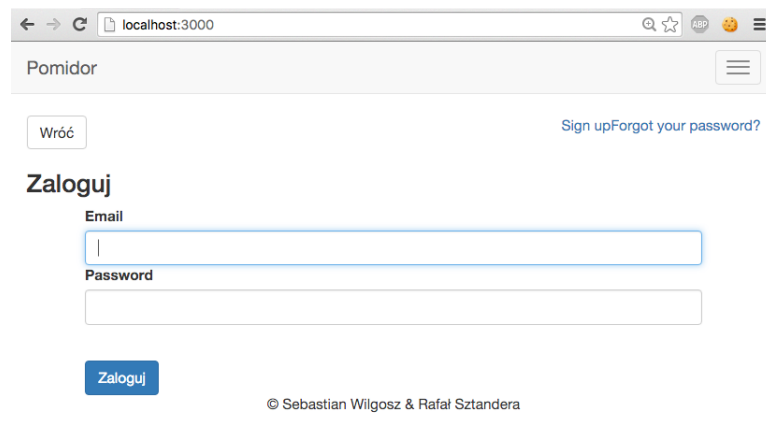 localhost:3000
ABP
Pomidor
Wróć
Sign upForgot your password?
Zaloguj
Email
Password
Zaloguj
© Sebastian Wilgosz & Rafał Sztandera